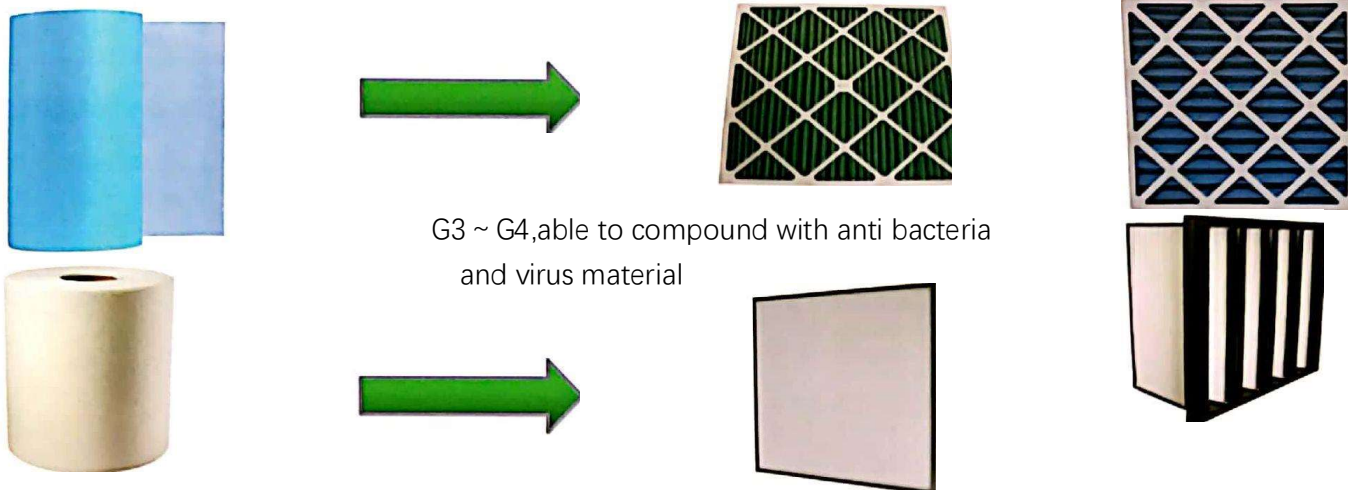 G3 ~ G4,able to compound with anti bacteria
and virus material